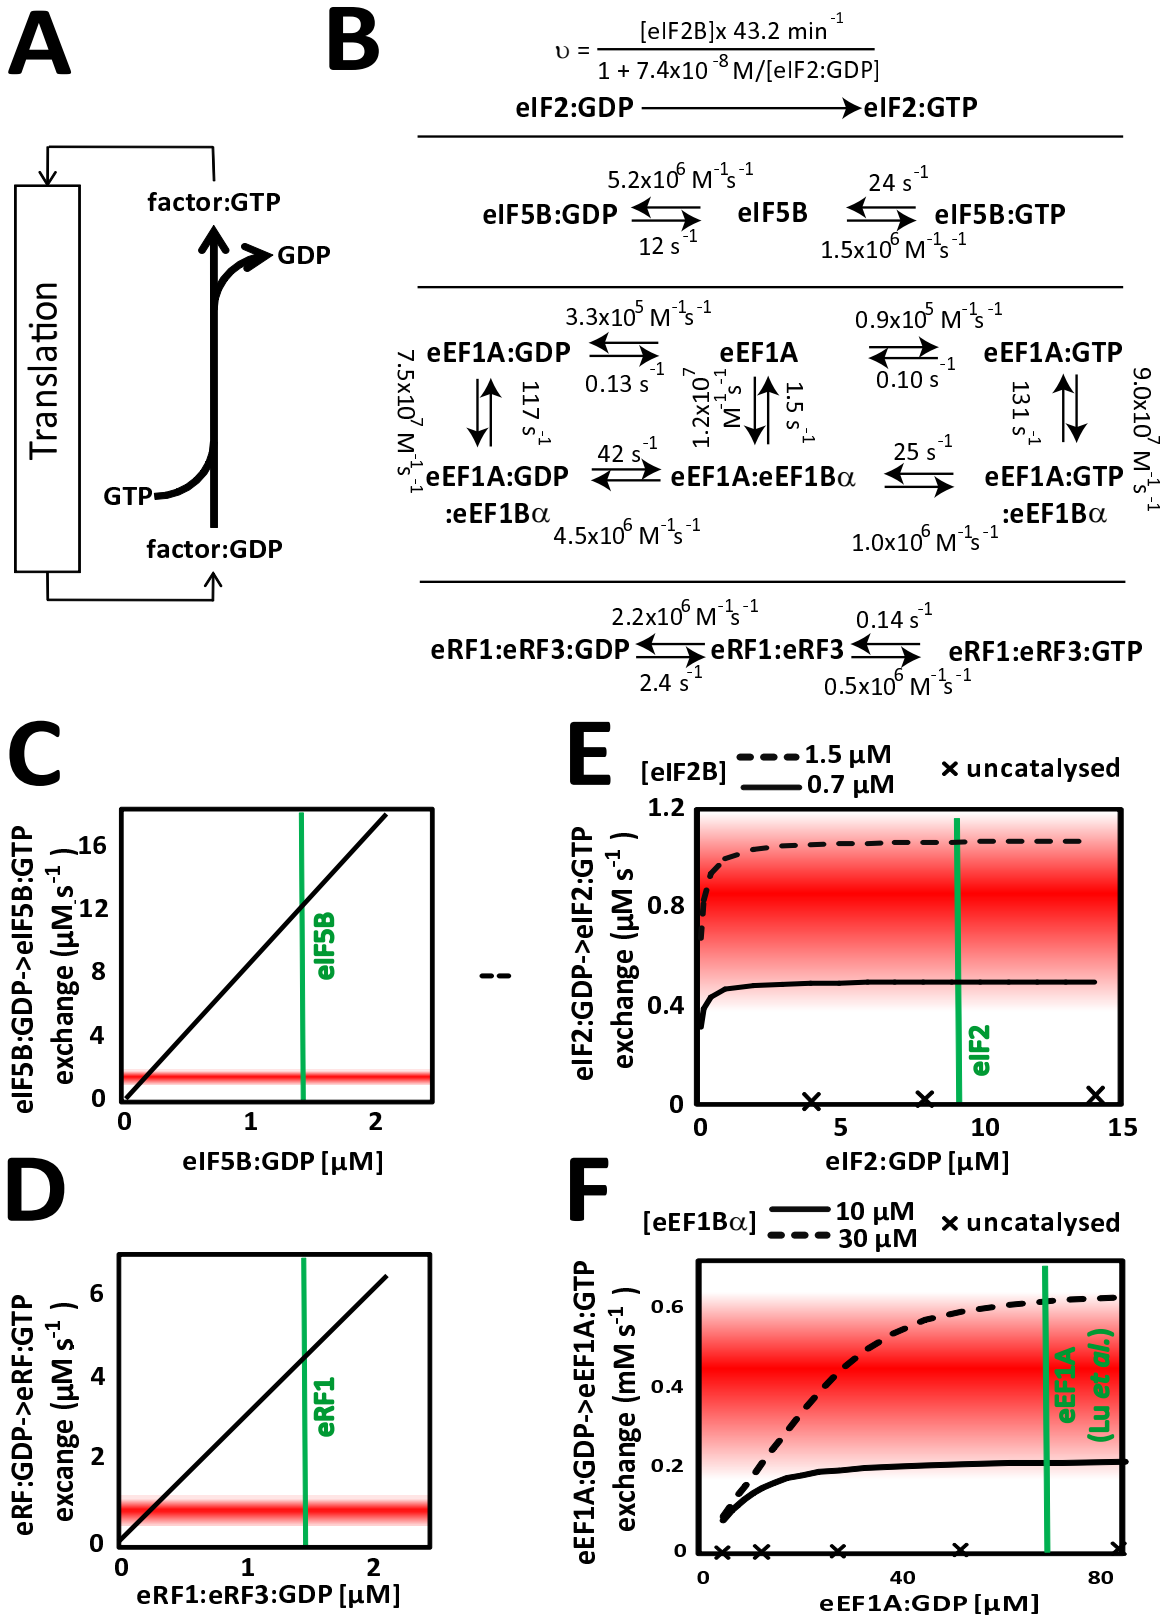 A
factor:GTP
GDP
Translation
GTP
factor:GDP
B
υ = [eIF2B]x 43.2 min⁻¹
1 + 7.4x10⁻⁸ M/[eIF2:GDP]
eIF2:GDP eIF2:GTP
5.2x10⁶ M⁻¹s⁻¹ 24 s⁻¹
eIF5B:GDP eIF5B eIF5B:GTP
12 s⁻¹ 1.5x10⁶ M⁻¹s⁻¹
3.3x10⁵ M⁻¹s⁻¹ 0.9x10⁵ M⁻¹s⁻¹
eEF1A:GDP eEF1A eEF1A:GTP
0.13 s⁻¹ 0.10 s⁻¹
7.5x10⁷ M⁻¹s⁻¹ 117 s⁻¹ 1.2x10⁷ M⁻¹s⁻¹ 1.5 s⁻¹ 131 s⁻¹ 9.0x10⁷ M⁻¹s⁻¹
42 s⁻¹ 25 s⁻¹
eEF1A:GDP eEF1A:eEF1Bα eEF1A:GTP
:eEF1Bα :eEF1Bα
4.5x10⁶ M⁻¹s⁻¹ 1.0x10⁶ M⁻¹s⁻¹
2.2x10⁶ M⁻¹s⁻¹ 0.14 s⁻¹
eRF1:eRF3:GDP eRF1:eRF3 eRF1:eRF3:GTP
2.4 s⁻¹ 0.5x10⁶ M⁻¹s⁻¹
C
eIF5B:GDP->eIF5B:GTP
exchange (µM s⁻¹)
16
12
8
4
0
eIF5B
0 1 2
eIF5B:GDP [µM]
D
eRF:GDP->eRF:GTP
excange (µM s⁻¹)
6
4
2
0
eRF1
0 1 2
eRF1:eRF3:GDP [µM]
E
[eIF2B] 1.5 µM
0.7 µM
uncatalysed
eIF2:GDP->eIF2:GTP
exchange (µM s⁻¹)
1.2
0.8
0.4
0
eIF2
0 5 10 15
eIF2:GDP [µM]
F
[eEF1Bα] 10 µM
30 µM
uncatalysed
eEF1A:GDP->eEF1A:GTP
exchange (mM s⁻¹)
0.6
0.4
0.2
0
eEF1A
(Lu et al.)
0 40 80
eEF1A:GDP [µM]